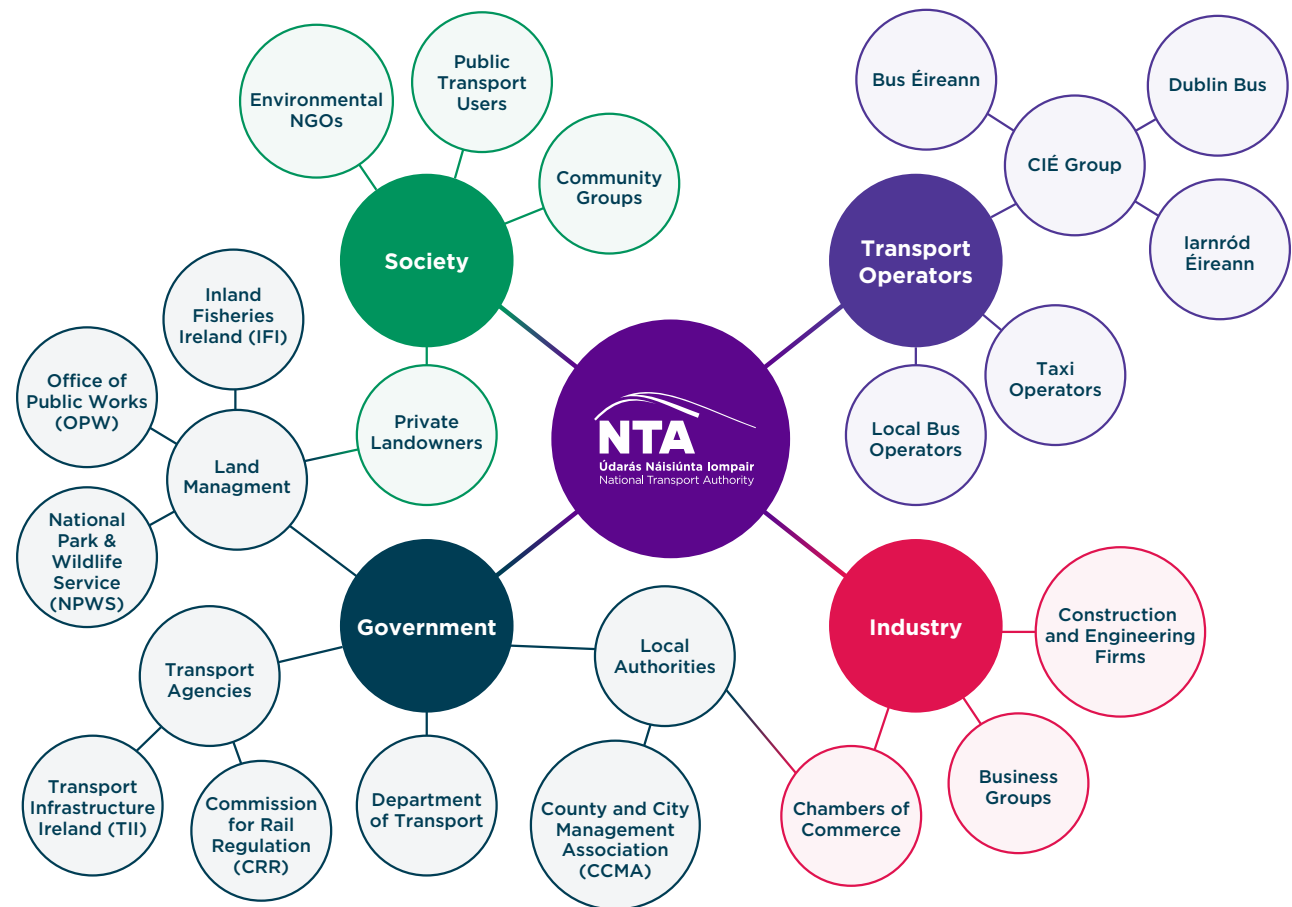 Environmental
NGOs
Public
Transport
Users
Community
Groups
Society
Private
Landowners
Bus Éireann
Dublin Bus
CIÉ Group
Iarnród
Éireann
Transport
Operators
Taxi
Operators
Local Bus
Operators
NTA
Údarás Náisiúnta Iompair
National Transport Authority
Inland
Fisheries
Ireland (IFI)
Office of
Public Works
(OPW)
Land
Managment
National
Park &
Wildlife
Service
(NPWS)
Government
Transport
Agencies
Transport
Infrastructure
Ireland (TII)
Commission
for Rail
Regulation
(CRR)
Department
of Transport
Local
Authorities
County and City
Management
Association
(CCMA)
Industry
Construction
and Engineering
Firms
Business
Groups
Chambers of
Commerce